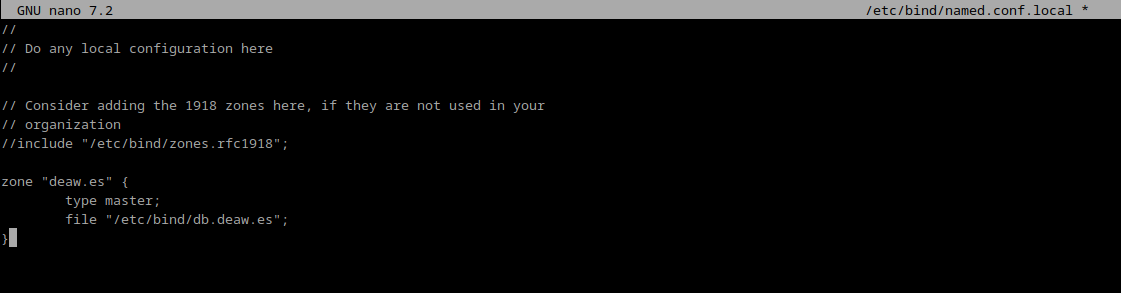 GNU nano 7.2 /etc/bind/named.conf.local *
//
// Do any local configuration here
//
// Consider adding the 1918 zones here, if they are not used in your
// organization
//include "/etc/bind/zones.rfc1918";
zone "deaw.es" {
type master;
file "/etc/bind/db.deaw.es";
}